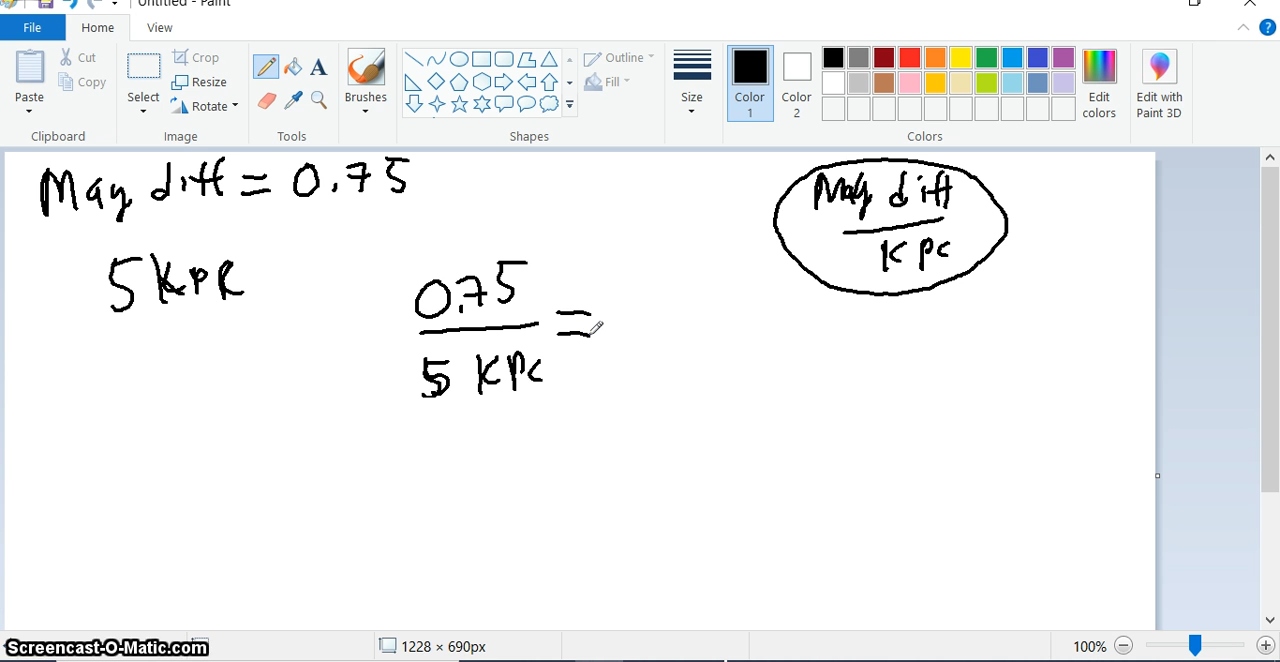 Untitled - Paint
File Home View
Paste
Cut
Copy
Clipboard
Select
Crop
Resize
Rotate
Image
A
Tools
Brushes
Outline
Fill
Shapes
Size
Color 1
Color 2
Edit colors
Edit with Paint 3D
Colors
?
Mag diff = 0.75
5 KPR
0.75
5 KPC
=
Mag diff
KPC
Screencast-O-Matic.com
1228 × 690px
100%